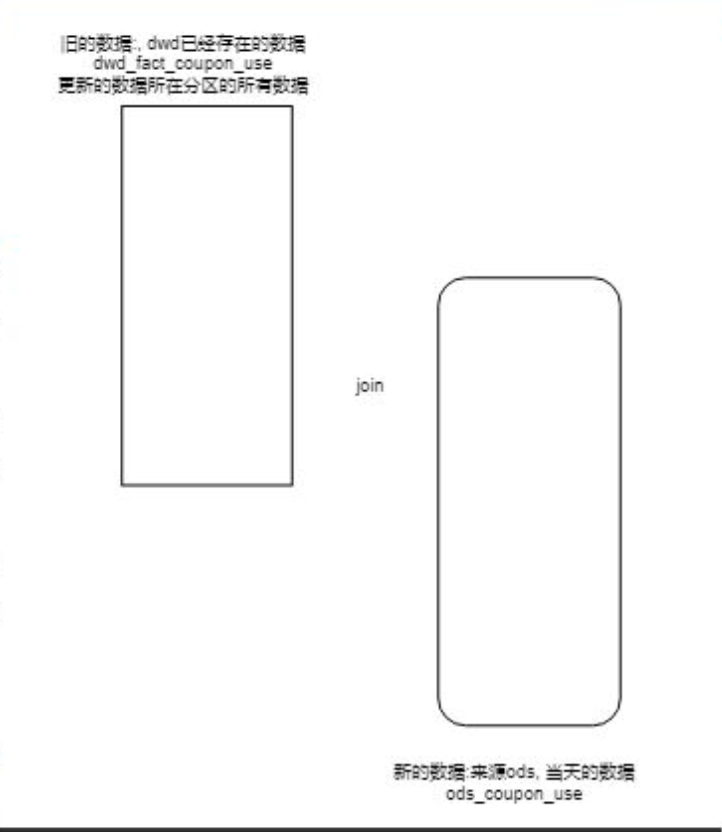 旧的数据:, dwd已经存在的数据
dwd_fact_coupon_use
更新的数据所在分区的所有数据
join
新的数据:来源ods, 当天的数据
ods_coupon_use